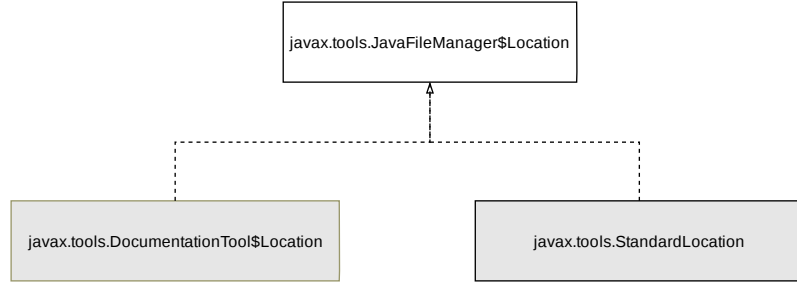 javax.tools.JavaFileManager$Location
javax.tools.DocumentationTool$Location
javax.tools.StandardLocation